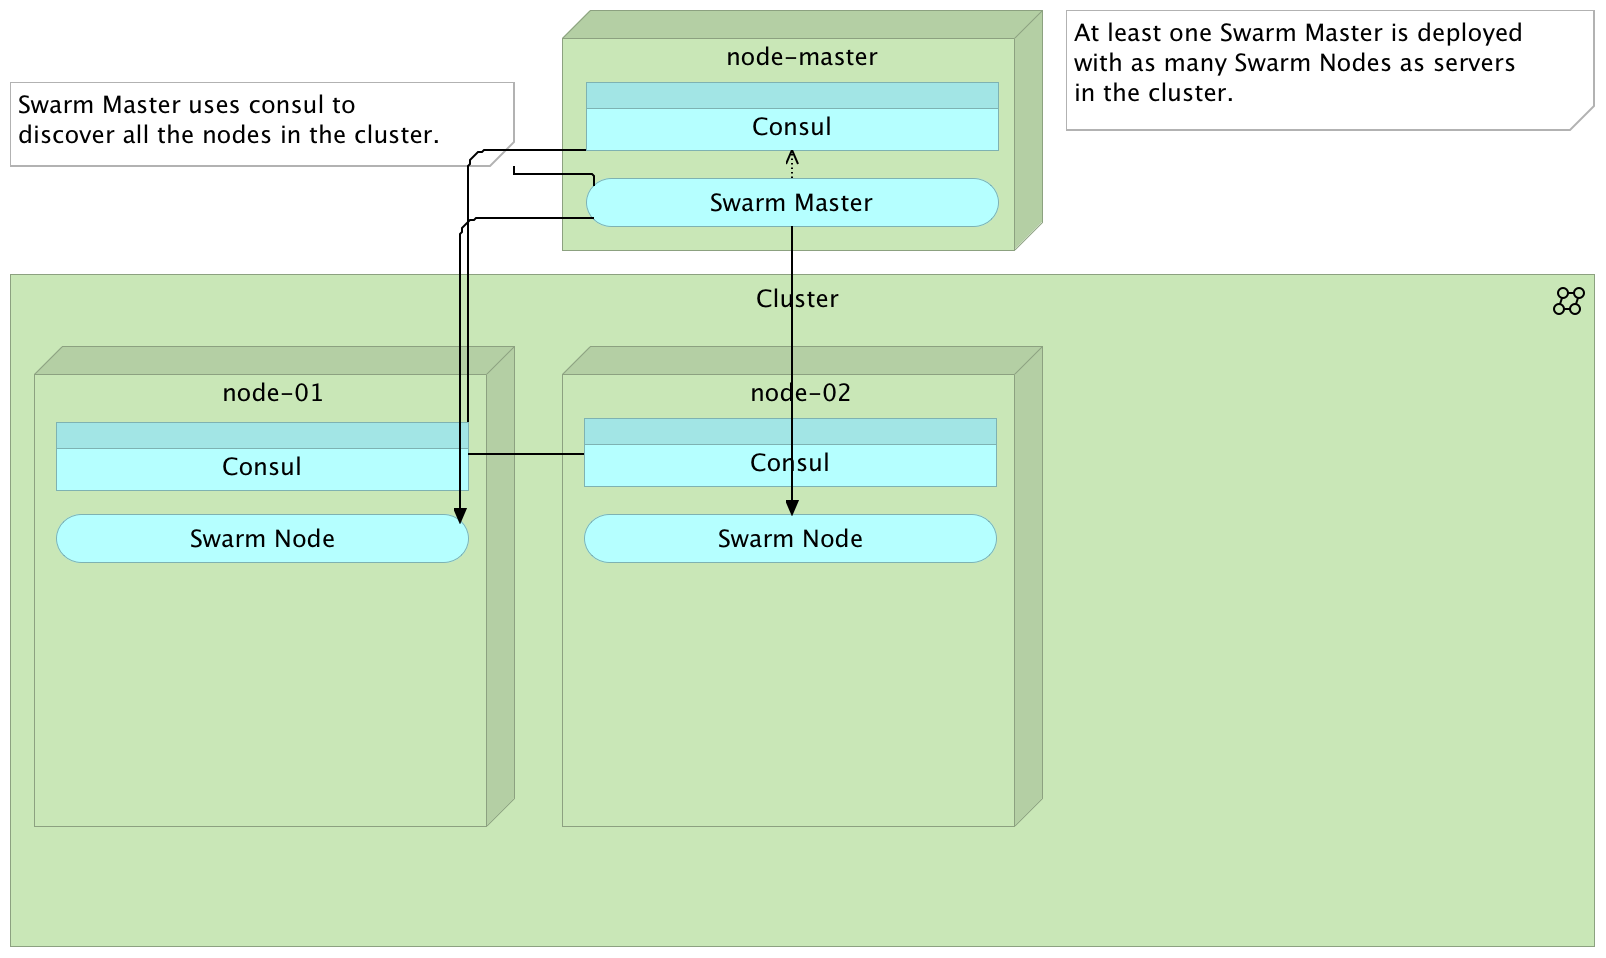 node-master
At least one Swarm Master is deployed
with as many Swarm Nodes as servers
in the cluster.
Swarm Master uses consul to
discover all the nodes in the cluster.
Consul
Swarm Master
Cluster
node-01
node-02
Consul
Consul
Swarm Node
Swarm Node